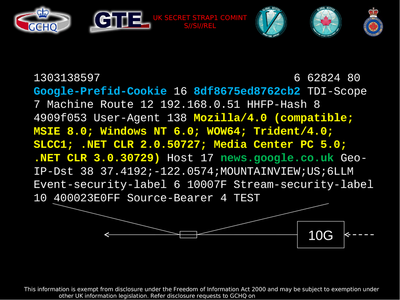 GCHQ
GTE
UK SECRET STRAP1 COMINT
S//SI//REL
1303138597 6 62824 80
Google-Prefid-Cookie 16 8df8675ed8762cb2 TDI-Scope
7 Machine Route 12 192.168.0.51 HHFP-Hash 8
4909f053 User-Agent 138 Mozilla/4.0 (compatible;
MSIE 8.0; Windows NT 6.0; WOW64; Trident/4.0;
SLCC1; .NET CLR 2.0.50727; Media Center PC 5.0;
.NET CLR 3.0.30729) Host 17 news.google.co.uk Geo-
IP-Dst 38 37.4192;-122.0574;MOUNTAINVIEW;US;6LLM
Event-security-label 6 10007F Stream-security-label
10 400023E0FF Source-Bearer 4 TEST
10G
This information is exempt from disclosure under the Freedom of Information Act 2000 and may be subject to exemption under
other UK information legislation. Refer disclosure requests to GCHQ on